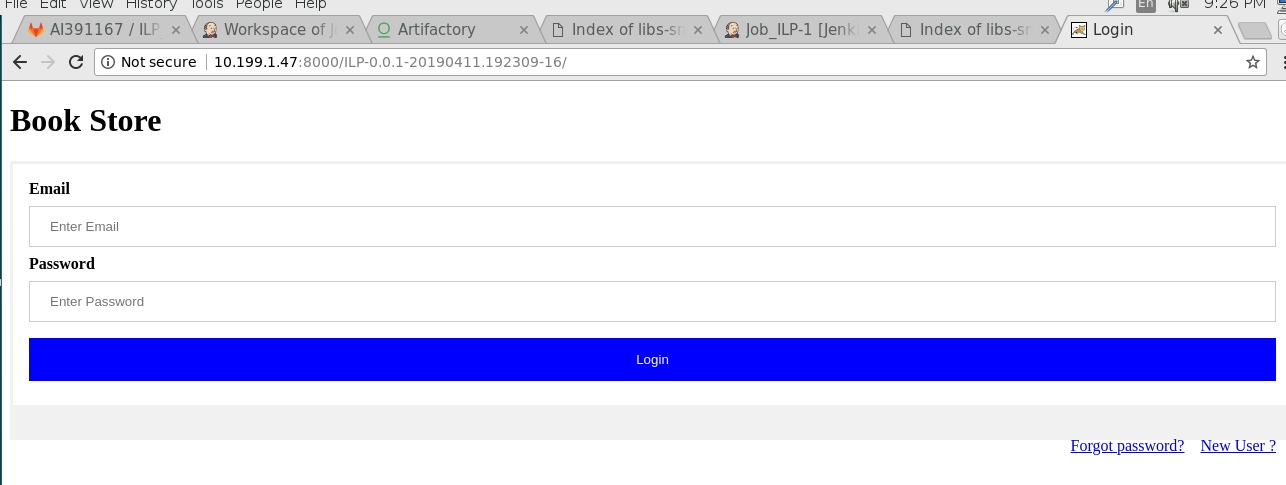 File Edit View History Tools People Help En 9:26 PM
AI391167 / ILP Workspace of J Artifactory Index of libs-sn Job_ILP-1 [Jenk Index of libs-sn Login
Not secure 10.199.1.47:8000/ILP-0.0.1-20190411.192309-16/
Book Store
Email
Enter Email
Password
Enter Password
Login
Forgot password? New User ?